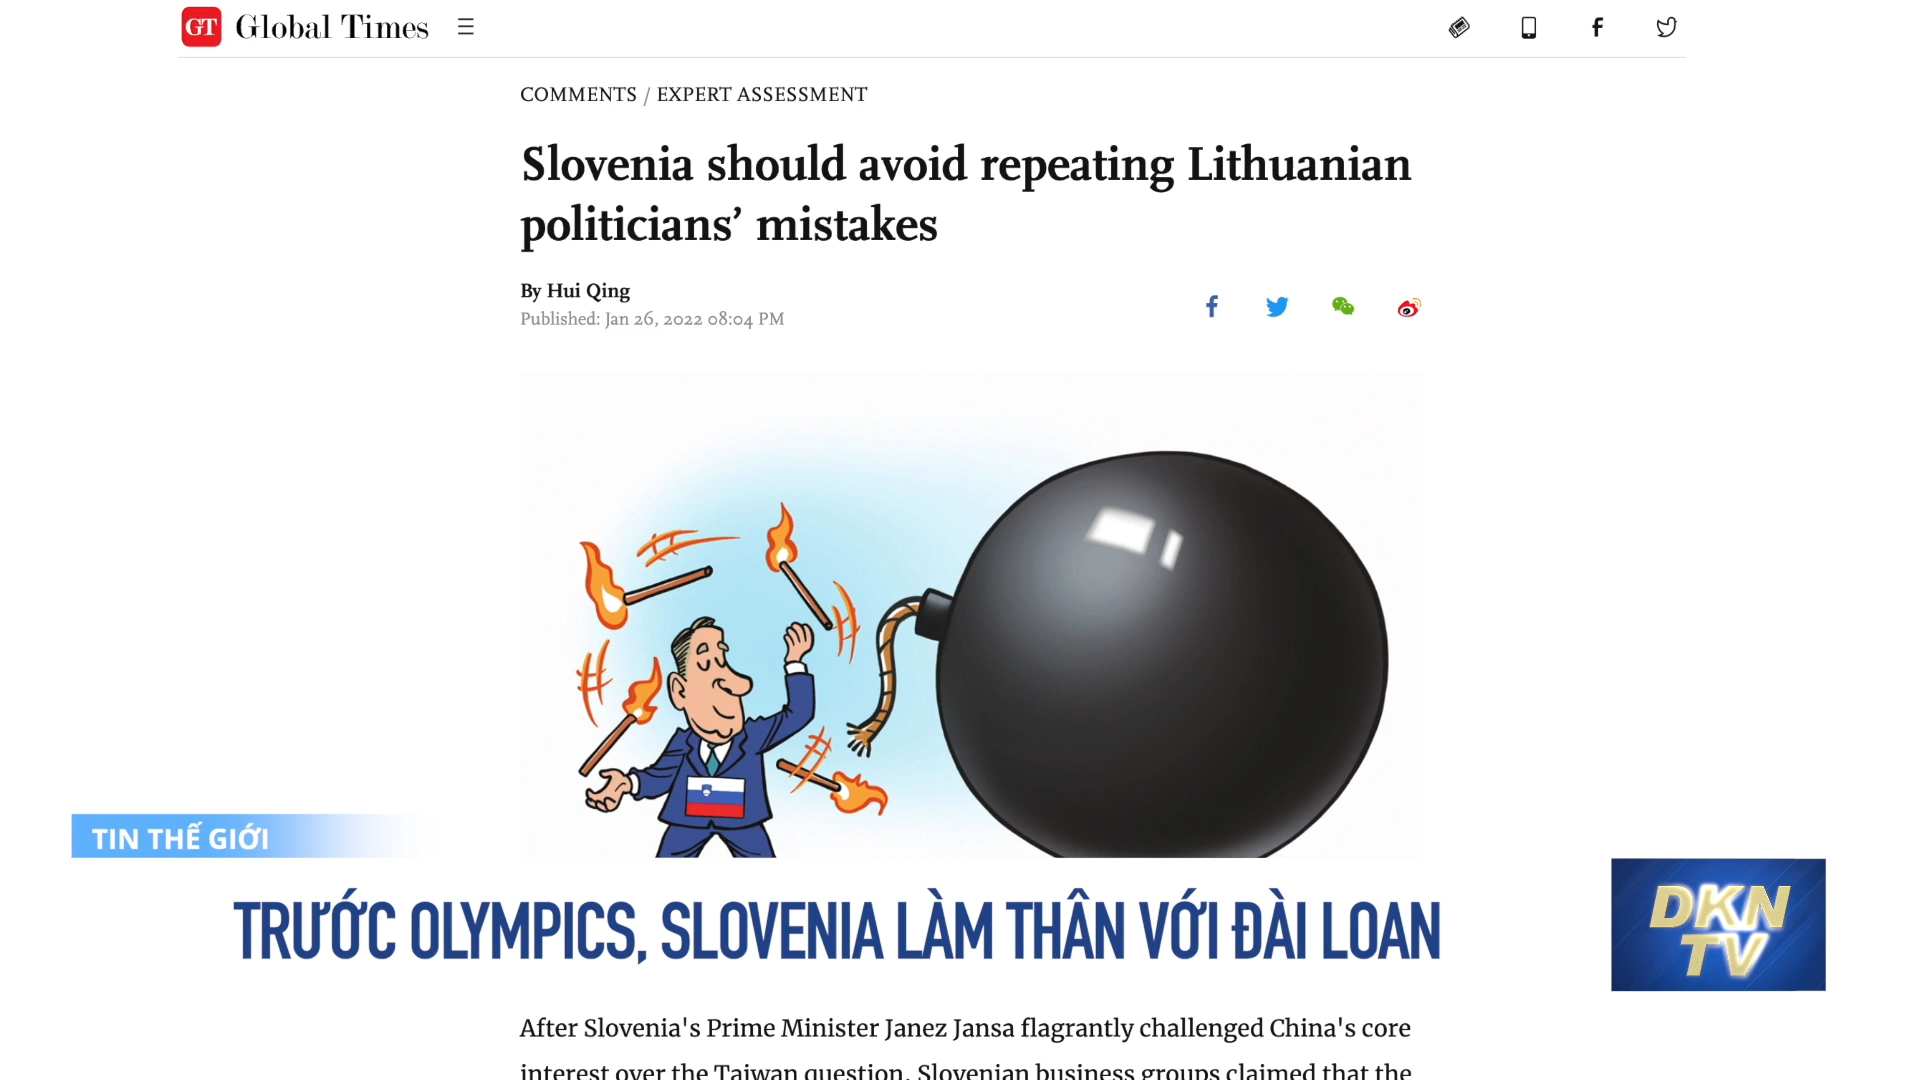 GT Global Times
COMMENTS / EXPERT ASSESSMENT
Slovenia should avoid repeating Lithuanian
politicians’ mistakes
By Hui Qing
Published: Jan 26, 2022 08:04 PM
TIN THẾ GIỚI
TRƯỚC OLYMPICS, SLOVENIA LÀM THÂN VỚI ĐÀI LOAN
DKN
TV
After Slovenia's Prime Minister Janez Jansa flagrantly challenged China's core
interest over the Taiwan question, Slovenian business groups claimed that the